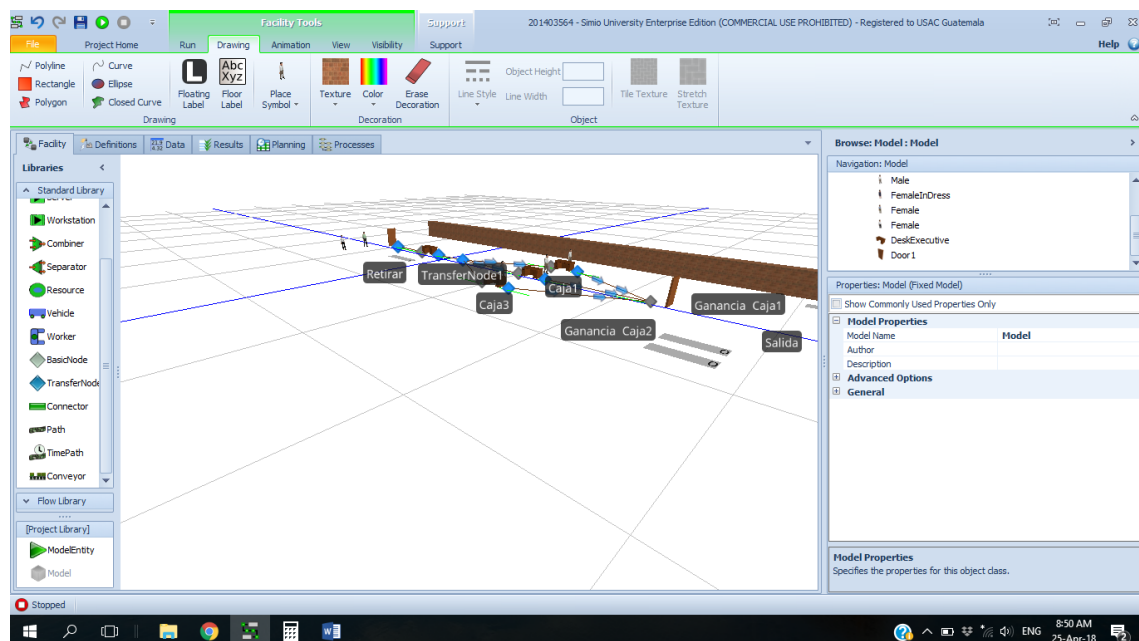 Facility Tools
Support
201403564 - Simio University Enterprise Edition (COMMERCIAL USE PROHIBITED) - Registered to USAC Guatemala
File
Project Home
Run
Drawing
Animation
View
Visibility
Support
Help
Polyline
Rectangle
Polygon
Curve
Ellipse
Closed Curve
Floating Label
Abc
Xyz
Floor Label
Place Symbol
Drawing
Texture
Color
Erase Decoration
Decoration
Line Style
Object Height
Line Width
Tile Texture
Stretch Texture
Object
Facility
Definitions
Data
Results
Planning
Processes
Libraries
Standard Library
Server
Workstation
Combiner
Separator
Resource
Vehicle
Worker
BasicNode
TransferNode
Connector
Path
TimePath
Conveyor
Flow Library
[Project Library]
ModelEntity
Model
Retirar
TransferNode1
Caja1
Caja3
Ganancia Caja1
Ganancia Caja2
Salida
Browse: Model : Model
Navigation: Model
Male
FemaleInDress
Female
Female
DeskExecutive
Door1
Properties: Model (Fixed Model)
Show Commonly Used Properties Only
Model Properties
Model Name Model
Author
Description
Advanced Options
General
Model Properties
Specifies the properties for this object class.
Stopped
ENG
8:50 AM
25-Apr-18